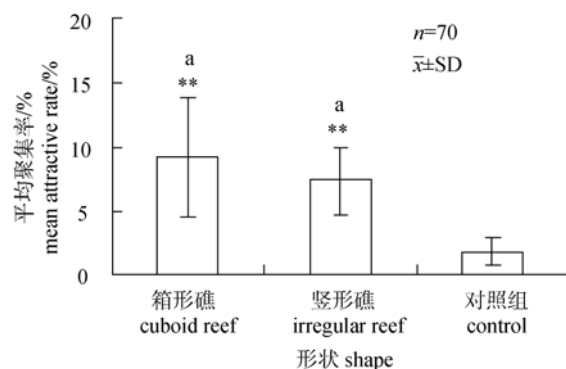 平均聚集率/%
mean attractive rate/%
20
15
10
5
0
n=70
x̄±SD
a
**
a
**
箱形礁
cuboid reef
竖形礁
irregular reef
对照组
control
形状 shape